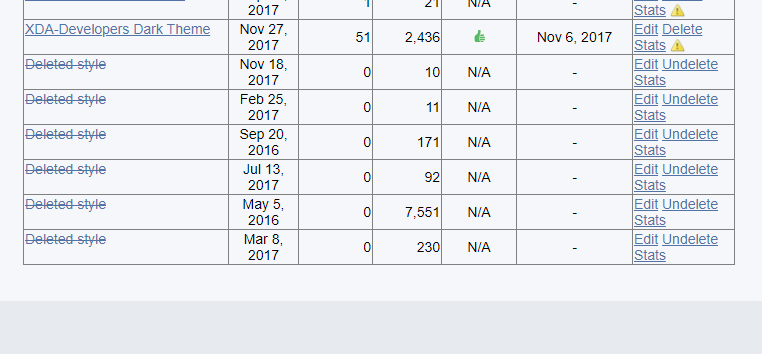 2017 1 21 N/A - Stats
XDA-Developers Dark Theme Nov 27, 51 2,436 Nov 6, 2017 Edit Delete
2017 Stats
Deleted style Nov 18, 0 10 N/A - Edit Undelete
2017 Stats
Deleted style Feb 25, 0 11 N/A - Edit Undelete
2017 Stats
Deleted style Sep 20, 0 171 N/A - Edit Undelete
2016 Stats
Deleted style Jul 13, 0 92 N/A - Edit Undelete
2017 Stats
Deleted style May 5, 0 7,551 N/A - Edit Undelete
2016 Stats
Deleted style Mar 8, 0 230 N/A - Edit Undelete
2017 Stats